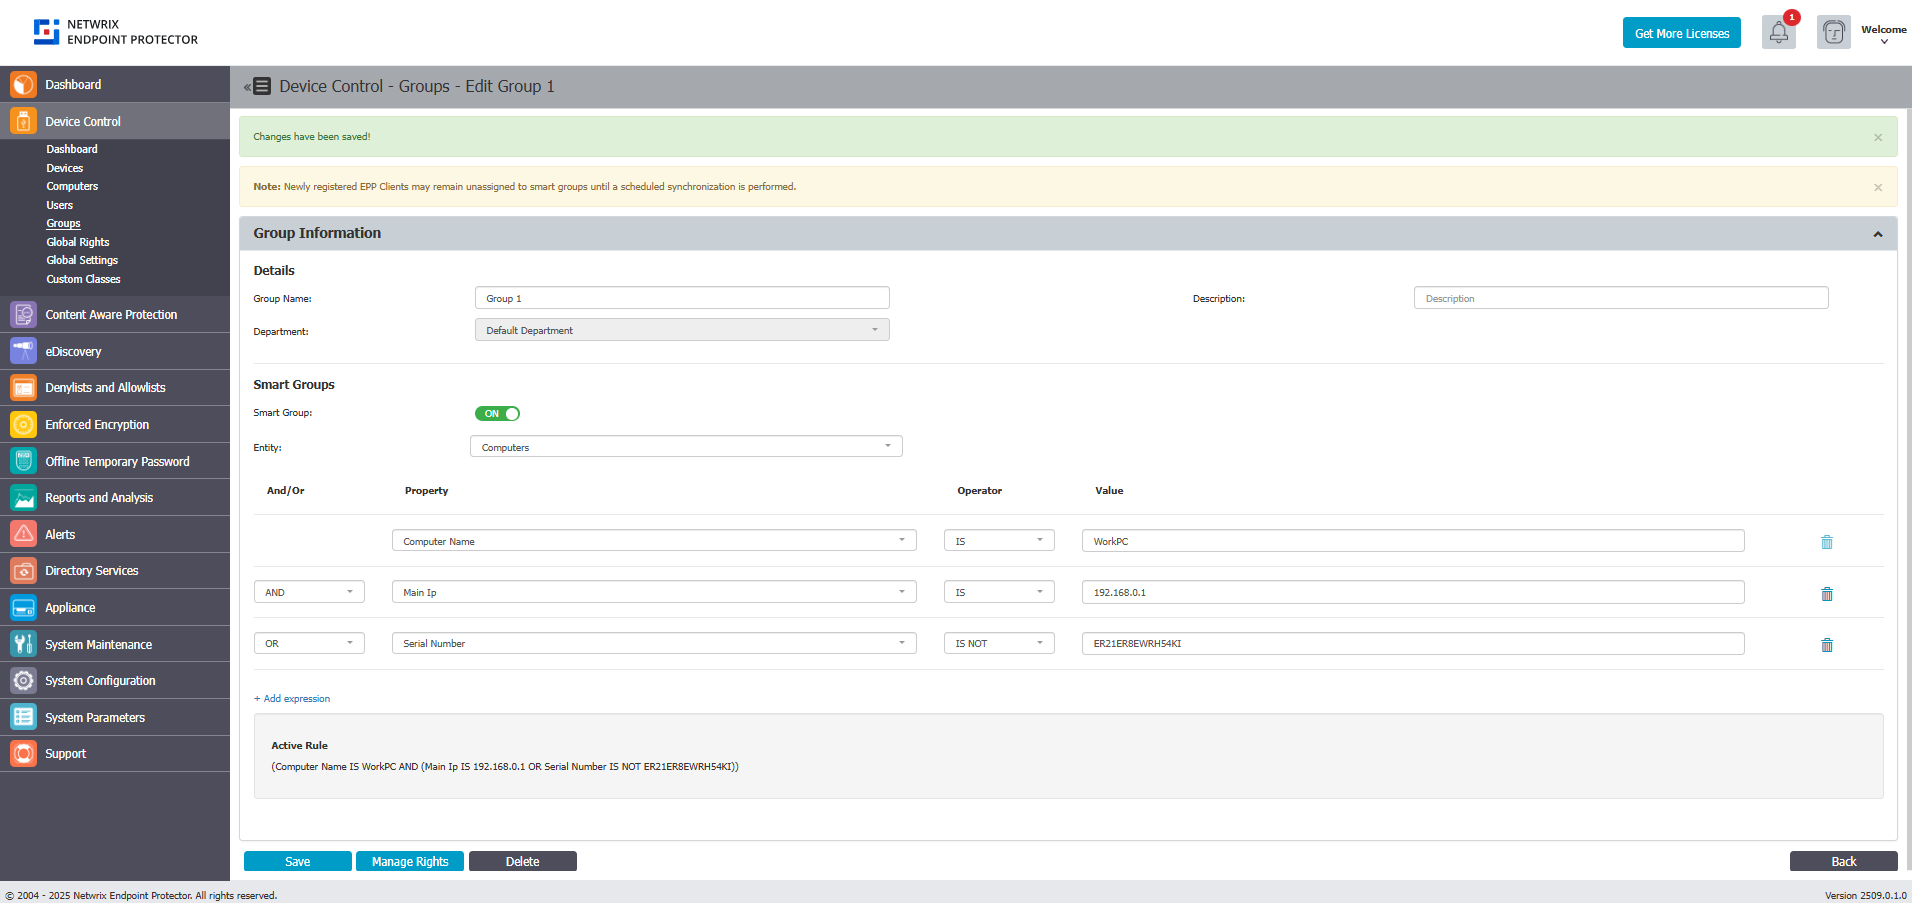 NETWRIX
ENDPOINT PROTECTOR
Get More Licenses
1
Welcome
Dashboard
Device Control
Dashboard
Devices
Computers
Users
Groups
Global Rights
Global Settings
Custom Classes
Content Aware Protection
eDiscovery
Denylists and Allowlists
Enforced Encryption
Offline Temporary Password
Reports and Analysis
Alerts
Directory Services
Appliance
System Maintenance
System Configuration
System Parameters
Support
« Device Control - Groups - Edit Group 1
Changes have been saved! ×
Note: Newly registered EPP Clients may remain unassigned to smart groups until a scheduled synchronization is performed. ×
Group Information
Details
Group Name: Group 1 Description: Description
Department: Default Department
Smart Groups
Smart Group: ON
Entity: Computers
And/Or Property Operator Value
Computer Name IS WorkPC
AND Main Ip IS 192.168.0.1
OR Serial Number IS NOT ER21ER8EWRH54KI
+ Add expression
Active Rule
(Computer Name IS WorkPC AND (Main Ip IS 192.168.0.1 OR Serial Number IS NOT ER21ER8EWRH54KI))
Save Manage Rights Delete Back
© 2004 - 2025 Netwrix Endpoint Protector. All rights reserved. Version 2509.0.1.0